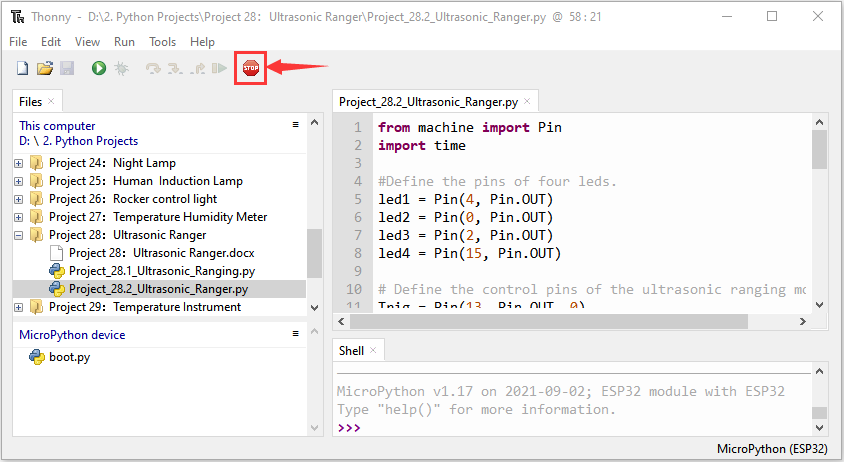 Thonny - D:\2. Python Projects\Project 28：Ultrasonic Ranger\Project_28.2_Ultrasonic_Ranger.py @ 58 : 21
File Edit View Run Tools Help
STOP
Files
This computer
D: \ 2. Python Projects
Project 24：Night Lamp
Project 25：Human Induction Lamp
Project 26：Rocker control light
Project 27：Temperature Humidity Meter
Project 28：Ultrasonic Ranger
Project 28：Ultrasonic Ranger.docx
Project_28.1_Ultrasonic_Ranging.py
Project_28.2_Ultrasonic_Ranger.py
Project 29：Temperature Instrument
MicroPython device
boot.py
Project_28.2_Ultrasonic_Ranger.py
1 from machine import Pin
2 import time
3
4 #Define the pins of four leds.
5 led1 = Pin(4, Pin.OUT)
6 led2 = Pin(0, Pin.OUT)
7 led3 = Pin(2, Pin.OUT)
8 led4 = Pin(15, Pin.OUT)
9
10 # Define the control pins of the ultrasonic ranging mo
11 Trig = Pin(13, Pin.OUT, 0)
Shell
MicroPython v1.17 on 2021-09-02; ESP32 module with ESP32
Type "help()" for more information.
>>>
MicroPython (ESP32)